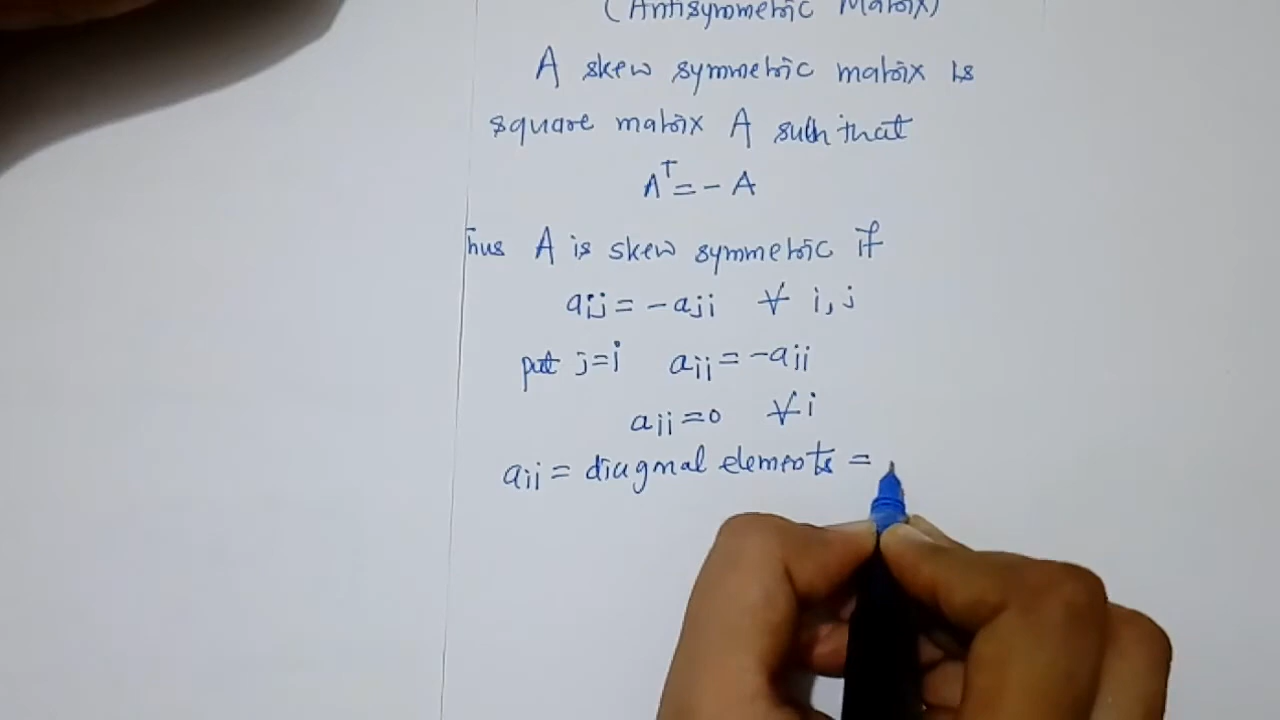 (Antisymmetric Matrix)
A skew symmetric matrix is
square matrix A such that
Aᵀ = - A
Thus A is skew symmetric if
aij = - aji ∀ i, j
put j=i aii = -aii
aii = 0 ∀ i
aii = diagnal elements =